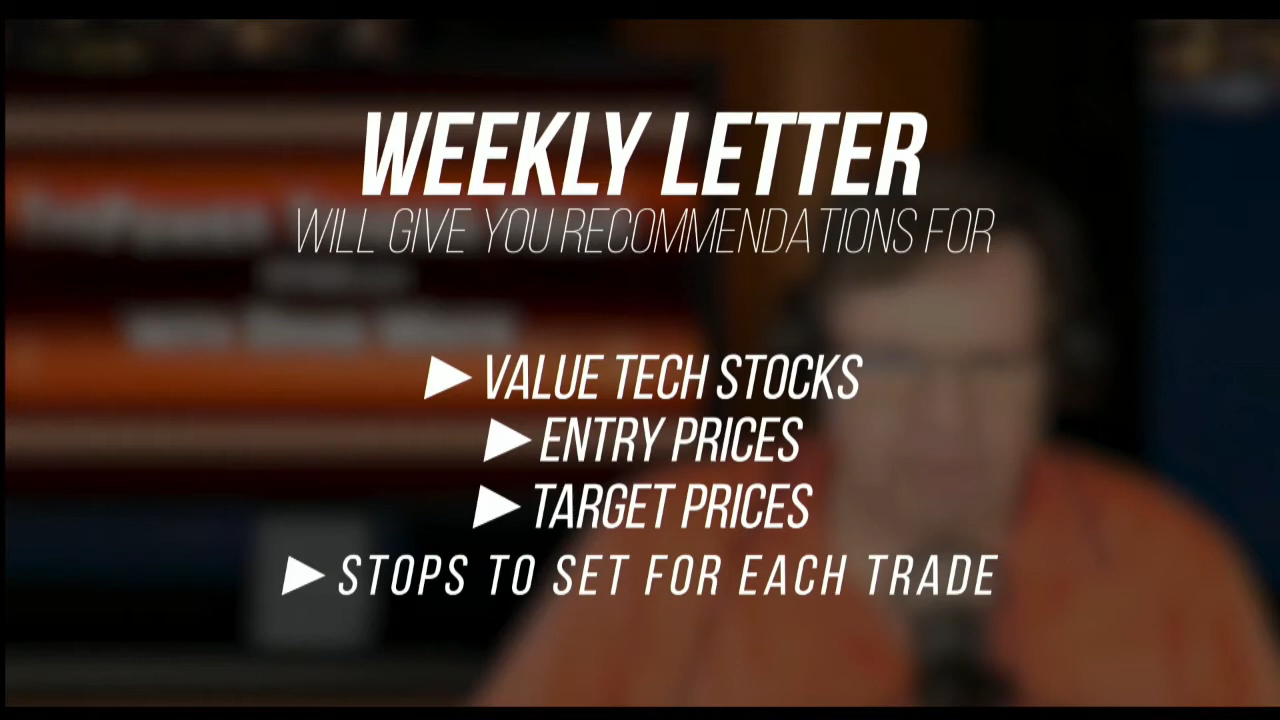 WEEKLY LETTER
WILL GIVE YOU RECOMMENDATIONS FOR
▶ VALUE TECH STOCKS
▶ ENTRY PRICES
▶ TARGET PRICES
▶ STOPS TO SET FOR EACH TRADE